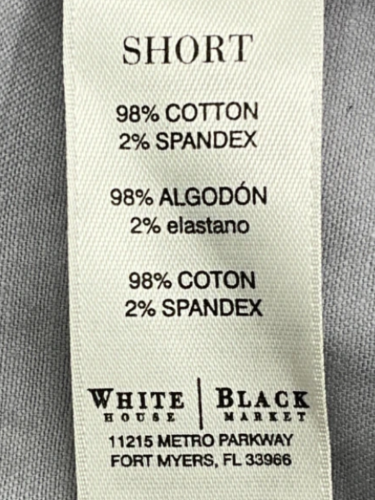 SHORT
98% COTTON
2% SPANDEX
98% ALGODÓN
2% elastano
98% COTON
2% SPANDEX
WHITE HOUSE | BLACK MARKET
11215 METRO PARKWAY
FORT MYERS, FL 33966